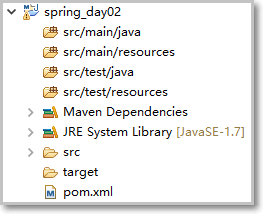 spring_day02
src/main/java
src/main/resources
src/test/java
src/test/resources
Maven Dependencies
JRE System Library [JavaSE-1.7]
src
target
pom.xml